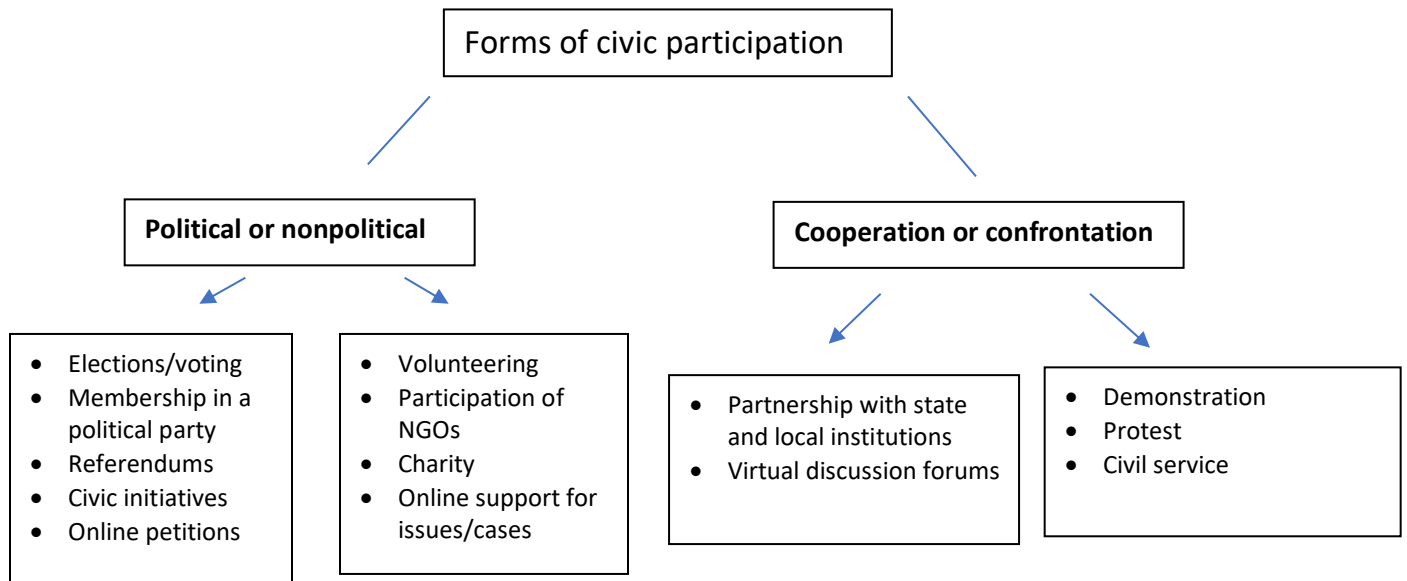 Forms of civic participation
Political or nonpolitical
Cooperation or confrontation
• Elections/voting
• Membership in a
political party
• Referendums
• Civic initiatives
• Online petitions
• Volunteering
• Participation of
NGOs
• Charity
• Online support for
issues/cases
• Partnership with state
and local institutions
• Virtual discussion forums
• Demonstration
• Protest
• Civil service